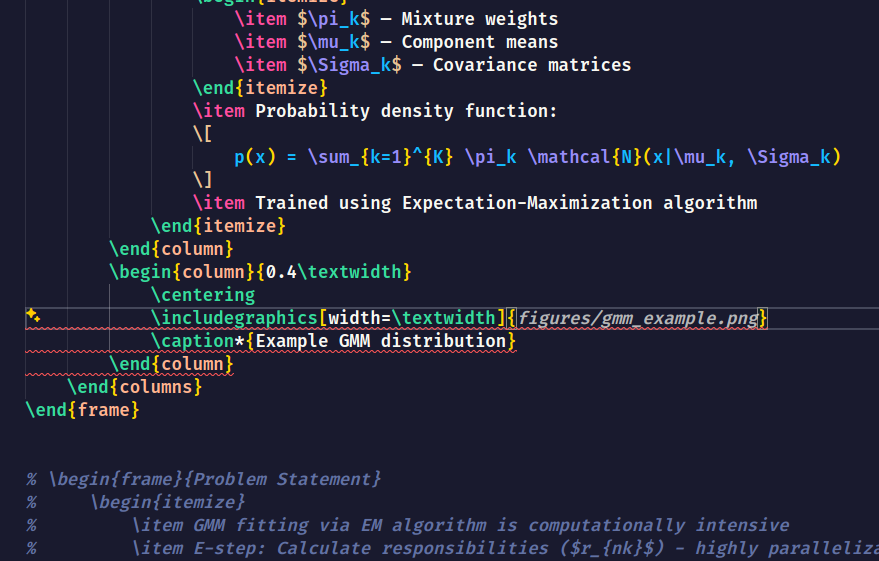 \begin{itemize}
\item $\pi_k$ — Mixture weights
\item $\mu_k$ — Component means
\item $\Sigma_k$ — Covariance matrices
\end{itemize}
\item Probability density function:
\[
p(x) = \sum_{k=1}^{K} \pi_k \mathcal{N}(x|\mu_k, \Sigma_k)
\]
\item Trained using Expectation-Maximization algorithm
\end{itemize}
\end{column}
\begin{column}{0.4\textwidth}
\centering
\includegraphics[width=\textwidth]{figures/gmm_example.png}
\caption*{Example GMM distribution}
\end{column}
\end{columns}
\end{frame}
% \begin{frame}{Problem Statement}
% \begin{itemize}
% \item GMM fitting via EM algorithm is computationally intensive
% \item E-step: Calculate responsibilities ($r_{nk}$) - highly paralleliza